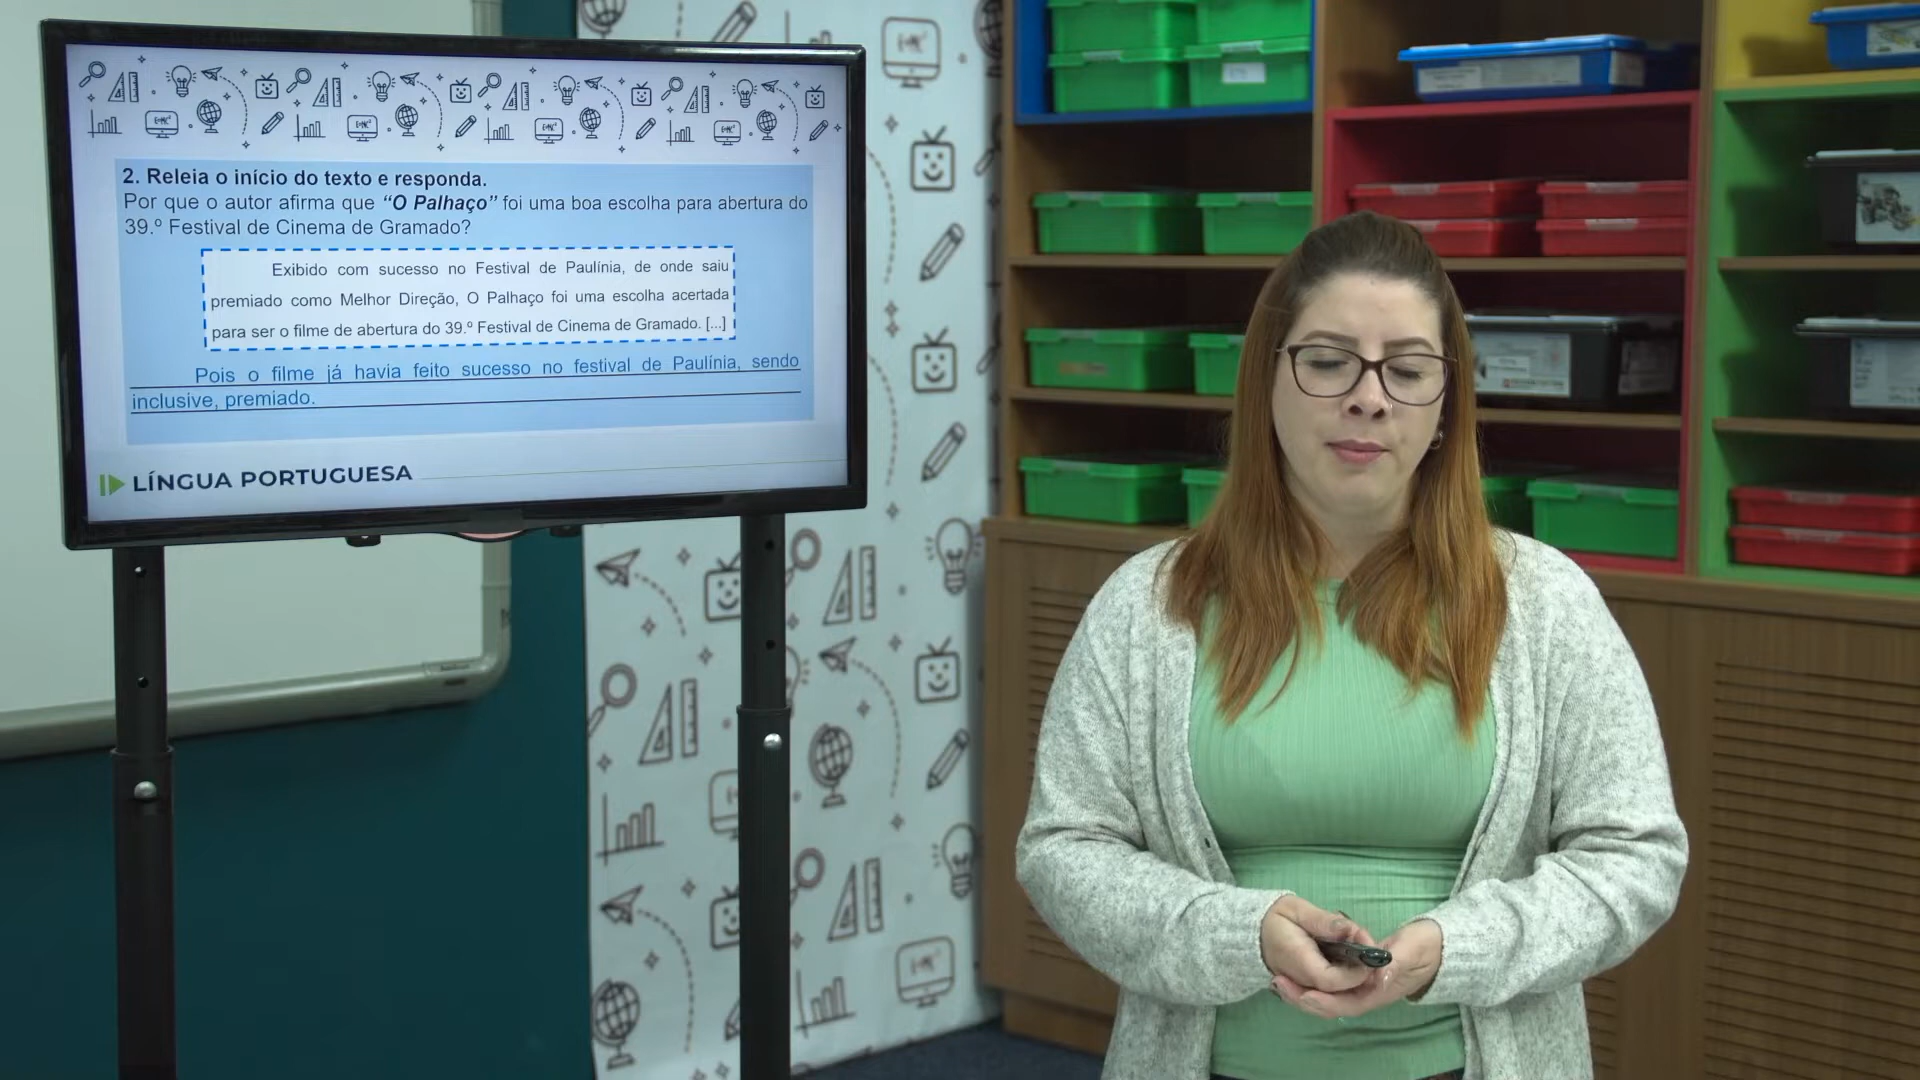 2. Releia o início do texto e responda.
Por que o autor afirma que “O Palhaço” foi uma boa escolha para abertura do
39.º Festival de Cinema de Gramado?
Exibido com sucesso no Festival de Paulínia, de onde saiu
premiado como Melhor Direção, O Palhaço foi uma escolha acertada
para ser o filme de abertura do 39.º Festival de Cinema de Gramado. [...]
Pois o filme já havia feito sucesso no festival de Paulínia, sendo
inclusive, premiado.
LÍNGUA PORTUGUESA